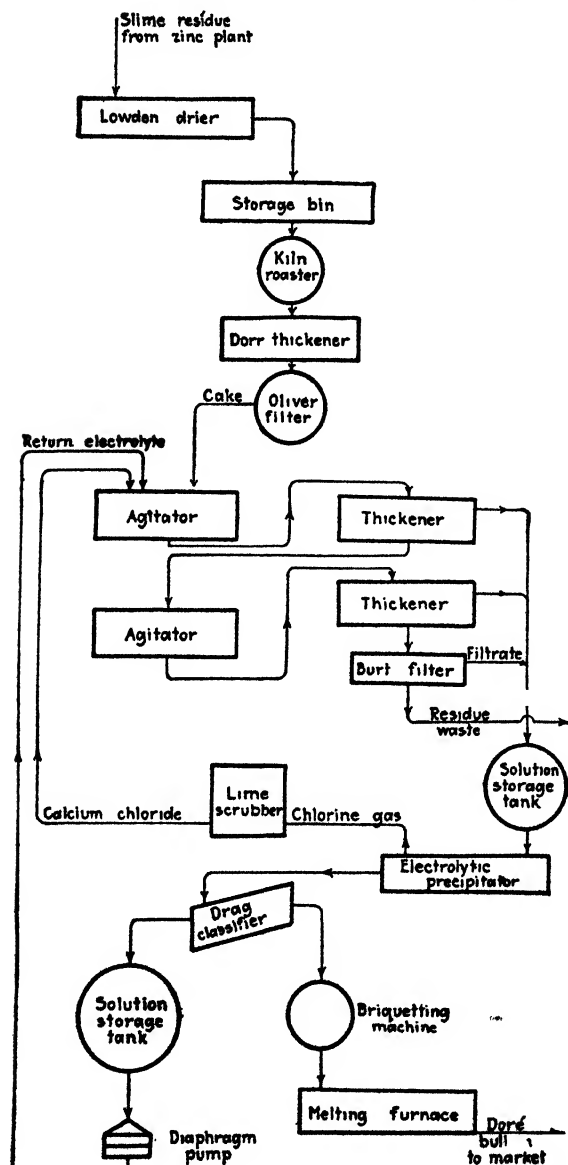 Slime residue
from zinc plant
Lowden drier
Storage bin
Kiln
roaster
Dorr thickener
Cake
Oliver
filter
Return electrolyte
Agitator
Thickener
Agitator
Thickener
Burt filter
Filtrate
Residue
waste
Solution
storage
tank
Lime
scrubber
Calcium chloride
Chlorine gas
Electrolytic
precipitator
Drag
classifier
Solution
storage
tank
Briquetting
machine
Melting furnace
Doré
bull
to market
Diaphragm
pump